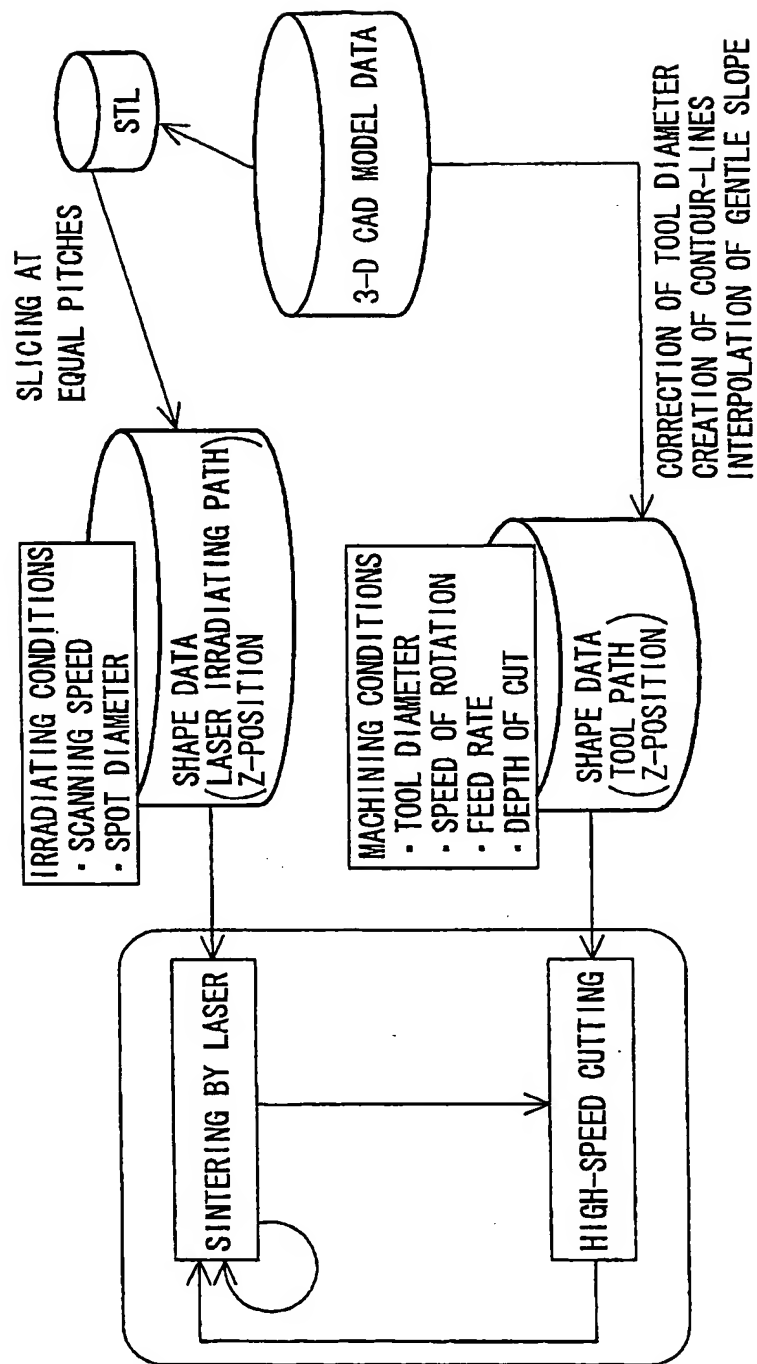 STL
3-D CAD MODEL DATA
SLICING AT
EQUAL PITCHES
CORRECTION OF TOOL DIAMETER
CREATION OF CONTOUR-LINES
INTERPOLATION OF GENTLE SLOPE
IRRADIATING CONDITIONS
· SCANNING SPEED
· SPOT DIAMETER
SHAPE DATA
(LASER IRRADIATING PATH)
(Z-POSITION)
MACHINING CONDITIONS
· TOOL DIAMETER
· SPEED OF ROTATION
· FEED RATE
· DEPTH OF CUT
SHAPE DATA
(TOOL PATH)
(Z-POSITION)
SINTERING BY LASER
HIGH-SPEED CUTTING